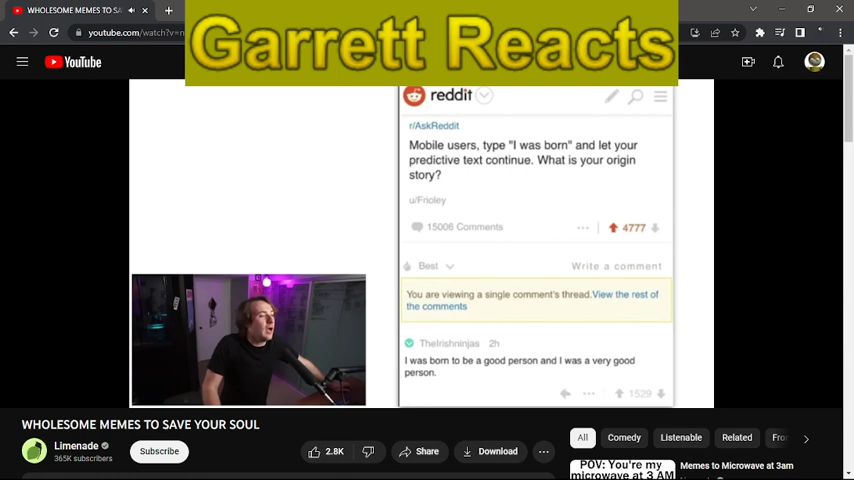 WHOLESOME MEMES TO SA
youtube.com/watch?v=n
Garrett Reacts
YouTube
reddit
r/AskReddit
Mobile users, type "I was born" and let your
predictive text continue. What is your origin
story?
u/Frioley
15006 Comments
4777
Best
Write a comment
You are viewing a single comment's thread.View the rest of
the comments
TheIrishninjas 2h
I was born to be a good person and I was a very good
person.
1529
WHOLESOME MEMES TO SAVE YOUR SOUL
Limenade
365K subscribers
Subscribe
2.8K
Share
Download
All
Comedy
Listenable
Related
Fro
POV: You're my
microwave at 3 AM
Memes to Microwave at 3am